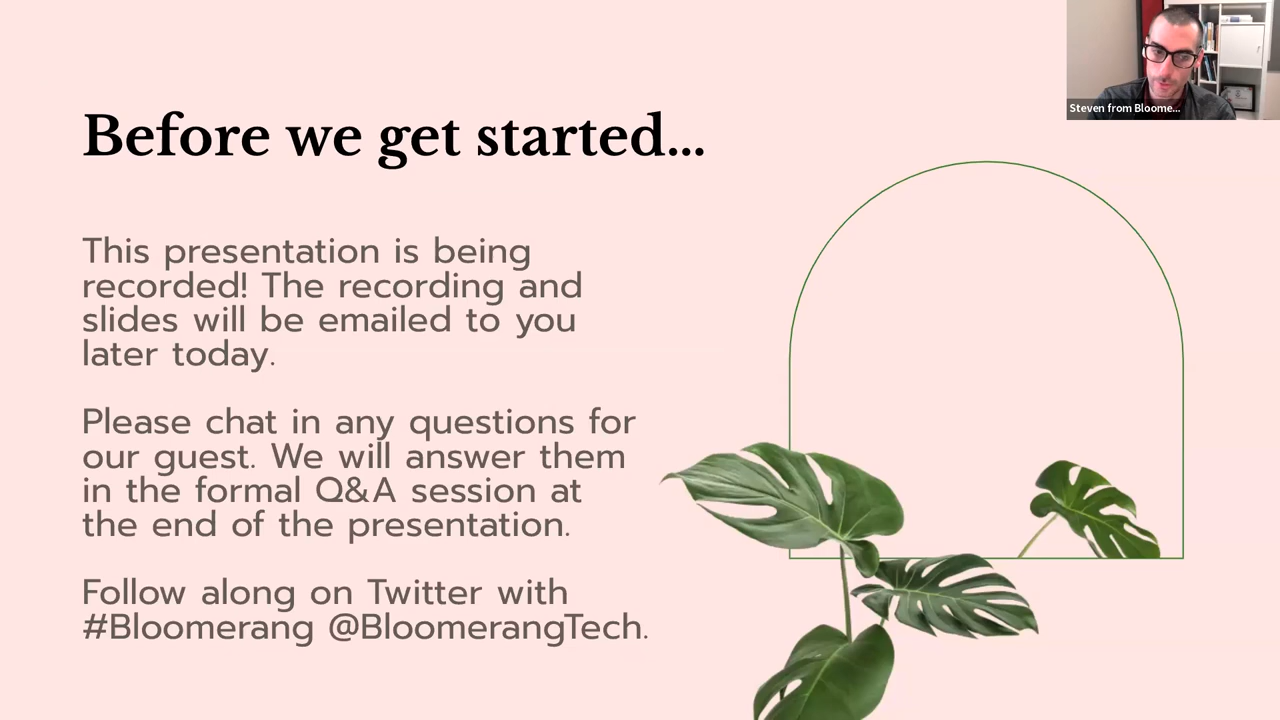 Before we get started...
This presentation is being
recorded! The recording and
slides will be emailed to you
later today.
Please chat in any questions for
our guest. We will answer them
in the formal Q&A session at
the end of the presentation.
Follow along on Twitter with
#Bloomerang @BloomerangTech.
Steven from Bloome...